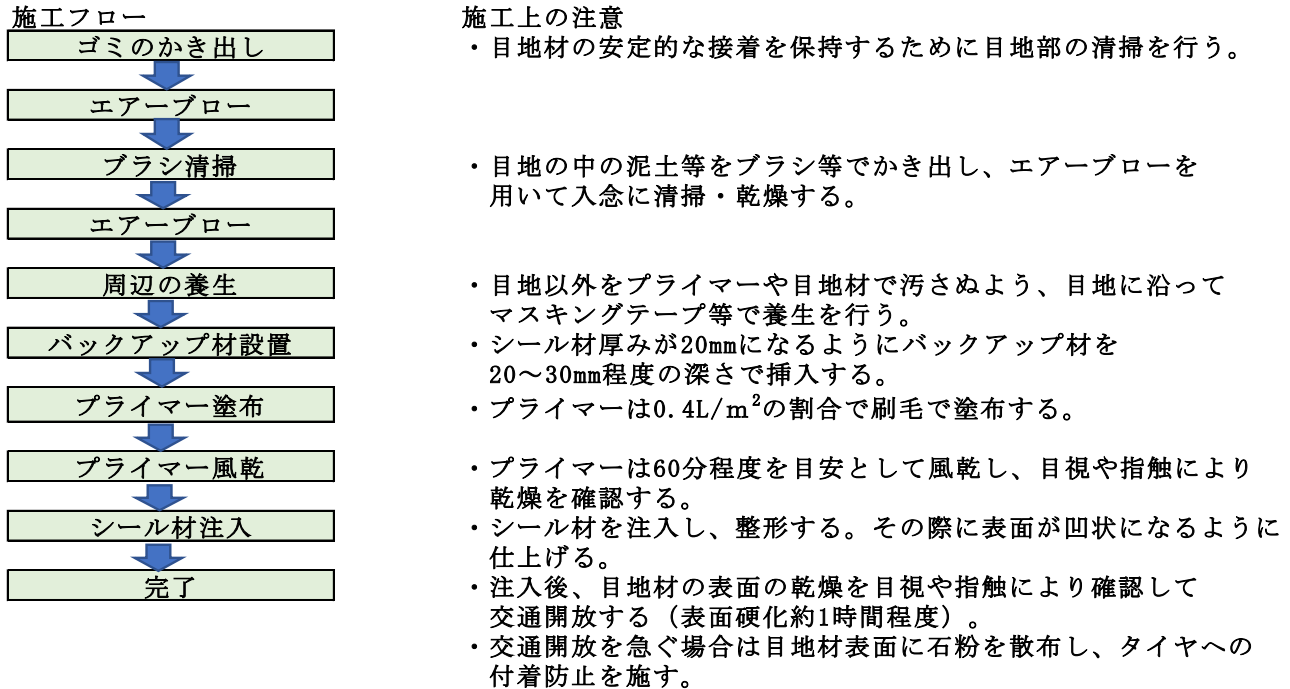 施工フロー
ゴミのかき出し
エアーブロー
ブラシ清掃
エアーブロー
周辺の養生
バックアップ材設置
プライマー塗布
プライマー風乾
シール材注入
完了
施工上の注意
・目地材の安定的な接着を保持するために目地部の清掃を行う。
・目地の中の泥土等をブラシ等でかき出し、エアーブローを
用いて入念に清掃・乾燥する。
・目地以外をプライマーや目地材で汚さぬよう、目地に沿って
マスキングテープ等で養生を行う。
・シール材厚みが20mmになるようにバックアップ材を
20～30mm程度の深さで挿入する。
・プライマーは0.4L/m²の割合で刷毛で塗布する。
・プライマーは60分程度を目安として風乾し、目視や指触により
乾燥を確認する。
・シール材を注入し、整形する。その際に表面が凹状になるように
仕上げる。
・注入後、目地材の表面の乾燥を目視や指触により確認して
交通開放する（表面硬化約1時間程度）。
・交通開放を急ぐ場合は目地材表面に石粉を散布し、タイヤへの
付着防止を施す。